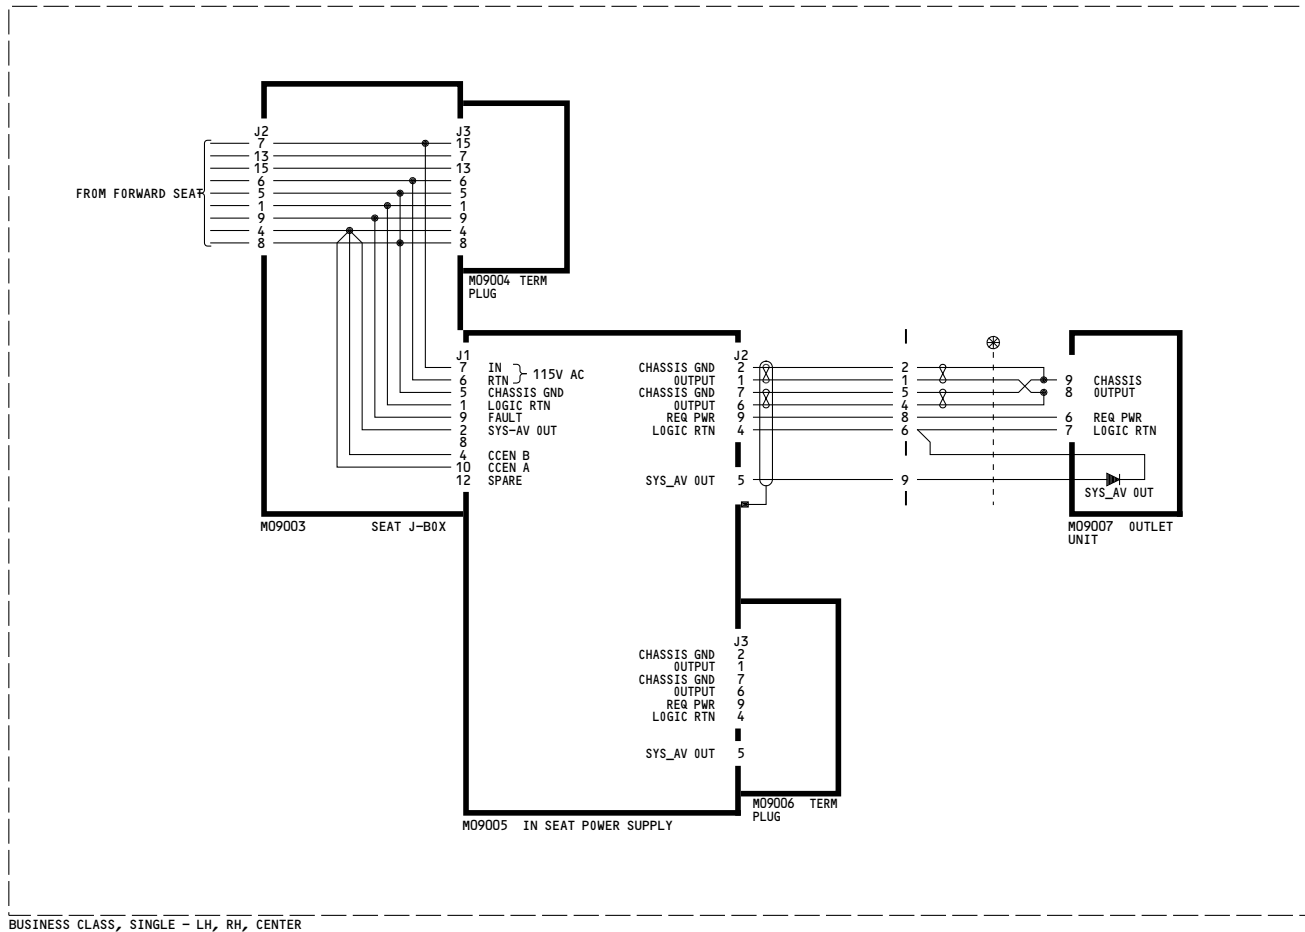 J2
7
13
15
6
5
1
9
4
8
FROM FORWARD SEAT
J3
15
7
13
6
5
1
9
4
8
M09004 TERM
PLUG
J1
7 IN
6 RTN
115V AC
5 CHASSIS GND
1 LOGIC RTN
9 FAULT
2 SYS-AV OUT
8
4 CCEN B
10 CCEN A
12 SPARE
M09003 SEAT J-BOX
J2
CHASSIS GND 2
OUTPUT 1
CHASSIS GND 7
OUTPUT 6
REQ PWR 9
LOGIC RTN 4
SYS_AV OUT 5
2
1
5
4
8
6
9
9 CHASSIS
8 OUTPUT
6 REQ PWR
7 LOGIC RTN
SYS_AV OUT
M09007 OUTLET
UNIT
J3
CHASSIS GND 2
OUTPUT 1
CHASSIS GND 7
OUTPUT 6
REQ PWR 9
LOGIC RTN 4
SYS_AV OUT 5
M09006 TERM
PLUG
M09005 IN SEAT POWER SUPPLY
BUSINESS CLASS, SINGLE - LH, RH, CENTER